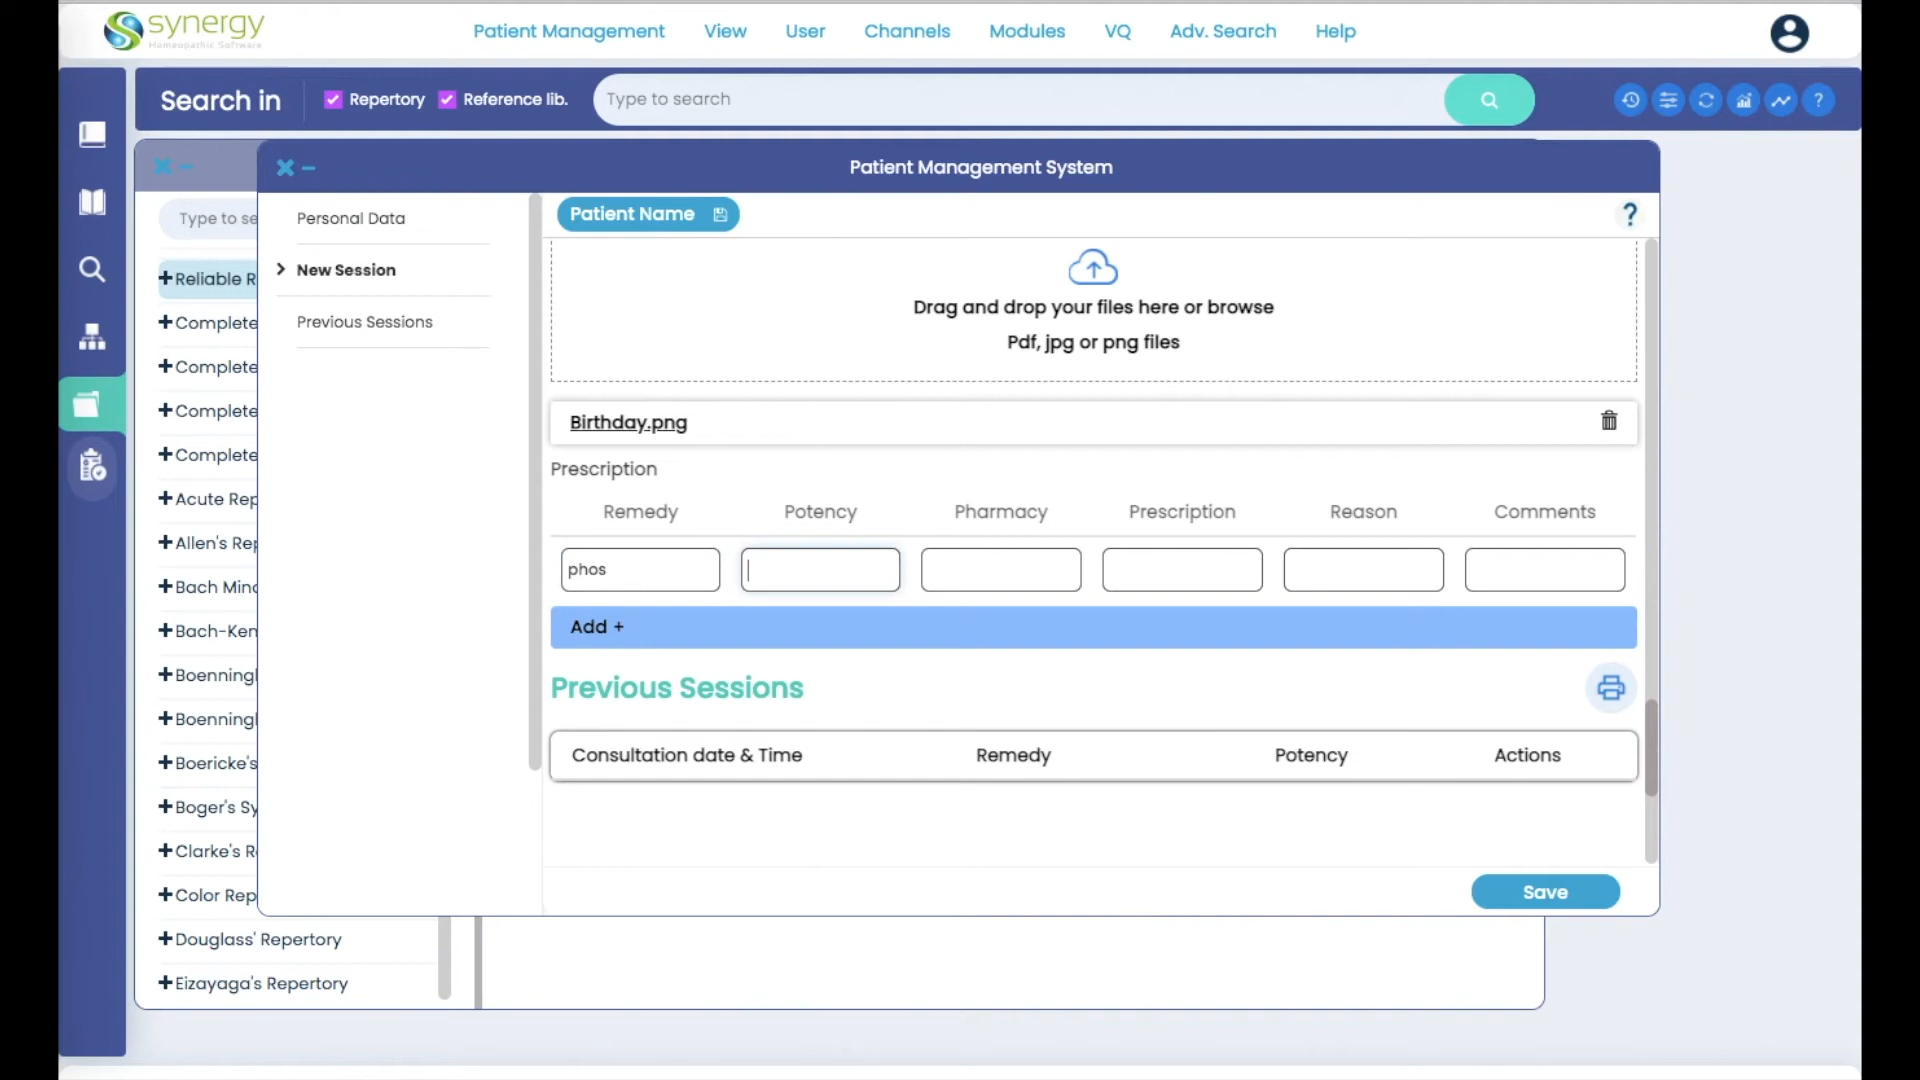 synergy
Homeopathic Software
Patient Management
View
User
Channels
Modules
VQ
Adv. Search
Help
Search in
Repertory
Reference lib.
Type to search
?
Patient Management System
Type to se
Reliable R
Complete
Complete
Complete
Complete
Acute Rep
Allen's Rep
Bach Mind
Bach-Ken
Boenningh
Boenningh
Boericke's
Boger's Sy
Clarke's R
Color Rep
Douglass' Repertory
Eizayaga's Repertory
Personal Data
New Session
Previous Sessions
Patient Name
?
Drag and drop your files here or browse
Pdf, jpg or png files
Birthday.png
Prescription
Remedy
Potency
Pharmacy
Prescription
Reason
Comments
phos
Add +
Previous Sessions
Consultation date & Time
Remedy
Potency
Actions
Save